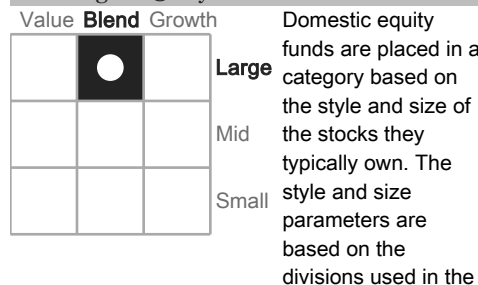 Value Blend Growth
Large
Mid
Small
Domestic equity
funds are placed in a
category based on
the style and size of
the stocks they
typically own. The
style and size
parameters are
based on the
divisions used in the